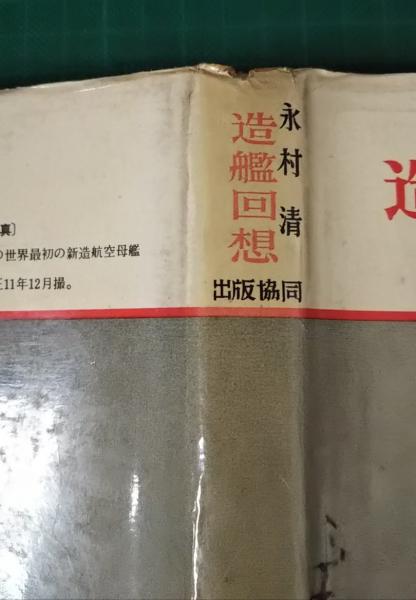 永村清
造艦回想
出版協同
真〕
の世界最初の新造航空母艦
正11年12月撮。
造